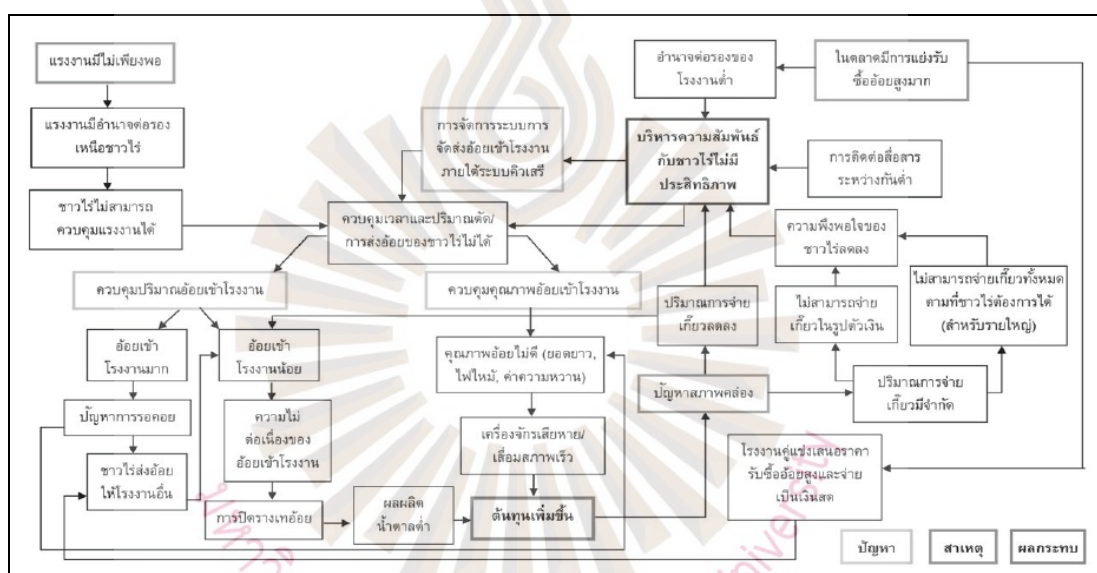 แรงงานมีไม่เพียงพอ
แรงงานมีอำนาจต่อรอง
เหนือชาวไร่
ชาวไร่ไม่สามารถ
ควบคุมแรงงานได้
การจัดการระบบการ
จัดส่งอ้อยเข้าโรงงาน
ภายใต้ระบบคิวเสรี
อำนาจต่อรองของ
โรงงานต่ำ
ในตลาดมีการแย่งรับ
ซื้ออ้อยสูงมาก
บริหารความสัมพันธ์
กับชาวไร่ไม่มี
ประสิทธิภาพ
การติดต่อสื่อสาร
ระหว่างกันต่ำ
ควบคุมเวลาและปริมาณตัด/
การส่งอ้อยของชาวไร่ไม่ได้
ความพึงพอใจของ
ชาวไร่ลดลง
ควบคุมปริมาณอ้อยเข้าโรงงาน
ควบคุมคุณภาพอ้อยเข้าโรงงาน
ปริมาณการจ่าย
เกี๊ยวลดลง
ไม่สามารถจ่าย
เกี๊ยวในรูปตัวเงิน
ไม่สามารถจ่ายเกี๊ยวทั้งหมด
ตามที่ชาวไร่ต้องการได้
(สำหรับรายใหญ่)
อ้อยเข้า
โรงงานมาก
อ้อยเข้า
โรงงานน้อย
คุณภาพอ้อยไม่ดี (ยอดยาว,
ไฟไหม้, ค่าความหวาน)
ปัญหาสภาพคล่อง
ปริมาณการจ่าย
เกี๊ยวมีจำกัด
ปัญหาการรอคอย
ความไม่
ต่อเนื่องของ
อ้อยเข้าโรงงาน
เครื่องจักรเสียหาย/
เสื่อมสภาพเร็ว
โรงงานคู่แข่งเสนอราคา
รับซื้ออ้อยสูงและจ่าย
เป็นเงินสด
ชาวไร่ส่งอ้อย
ให้โรงงานอื่น
การปิดรางเทอ้อย
ผลผลิต
น้ำตาลต่ำ
ต้นทุนเพิ่มขึ้น
ปัญหา
สาเหตุ
ผลกระทบ
University